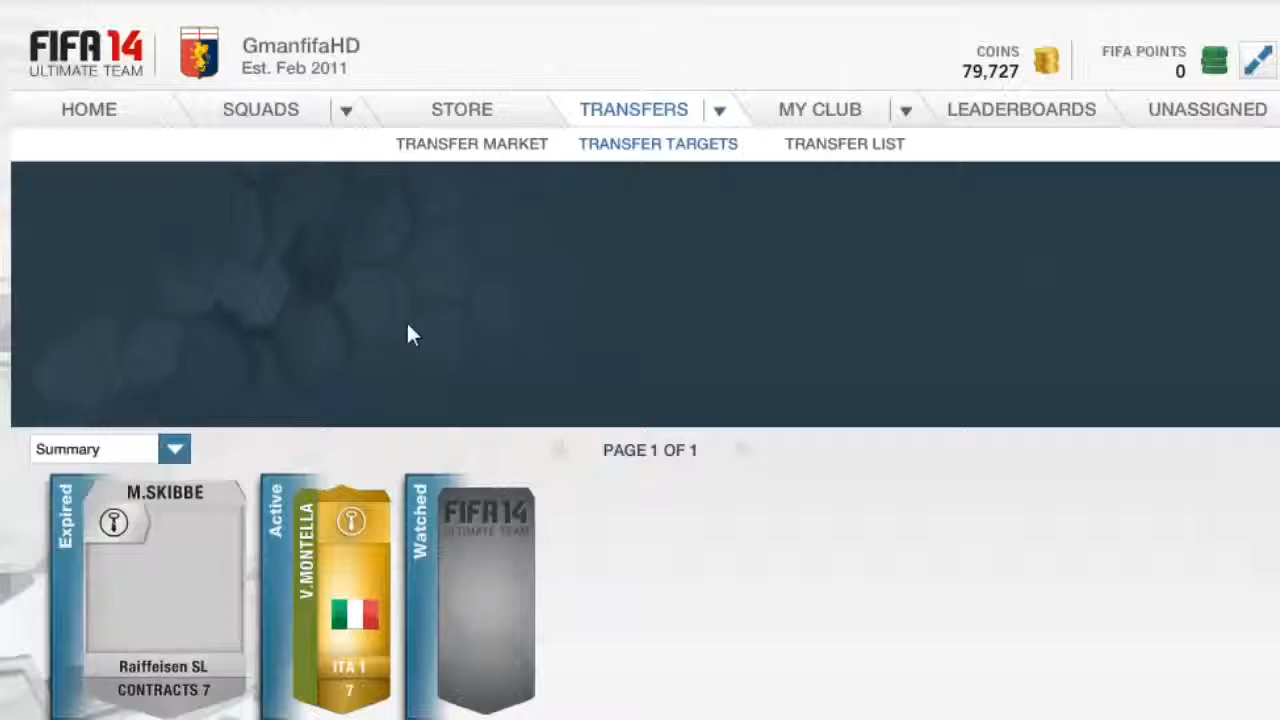 FIFA 14
ULTIMATE TEAM
GmanfifaHD
Est. Feb 2011
COINS
79,727
FIFA POINTS
0
HOME
SQUADS
STORE
TRANSFERS
MY CLUB
LEADERBOARDS
UNASSIGNED
TRANSFER MARKET
TRANSFER TARGETS
TRANSFER LIST
Summary
PAGE 1 OF 1
Expired
M.SKIBBE
Raiffeisen SL
CONTRACTS 7
Active
V.MONTELLA
ITA 1
7
Watched
FIFA 14
ULTIMATE TEAM